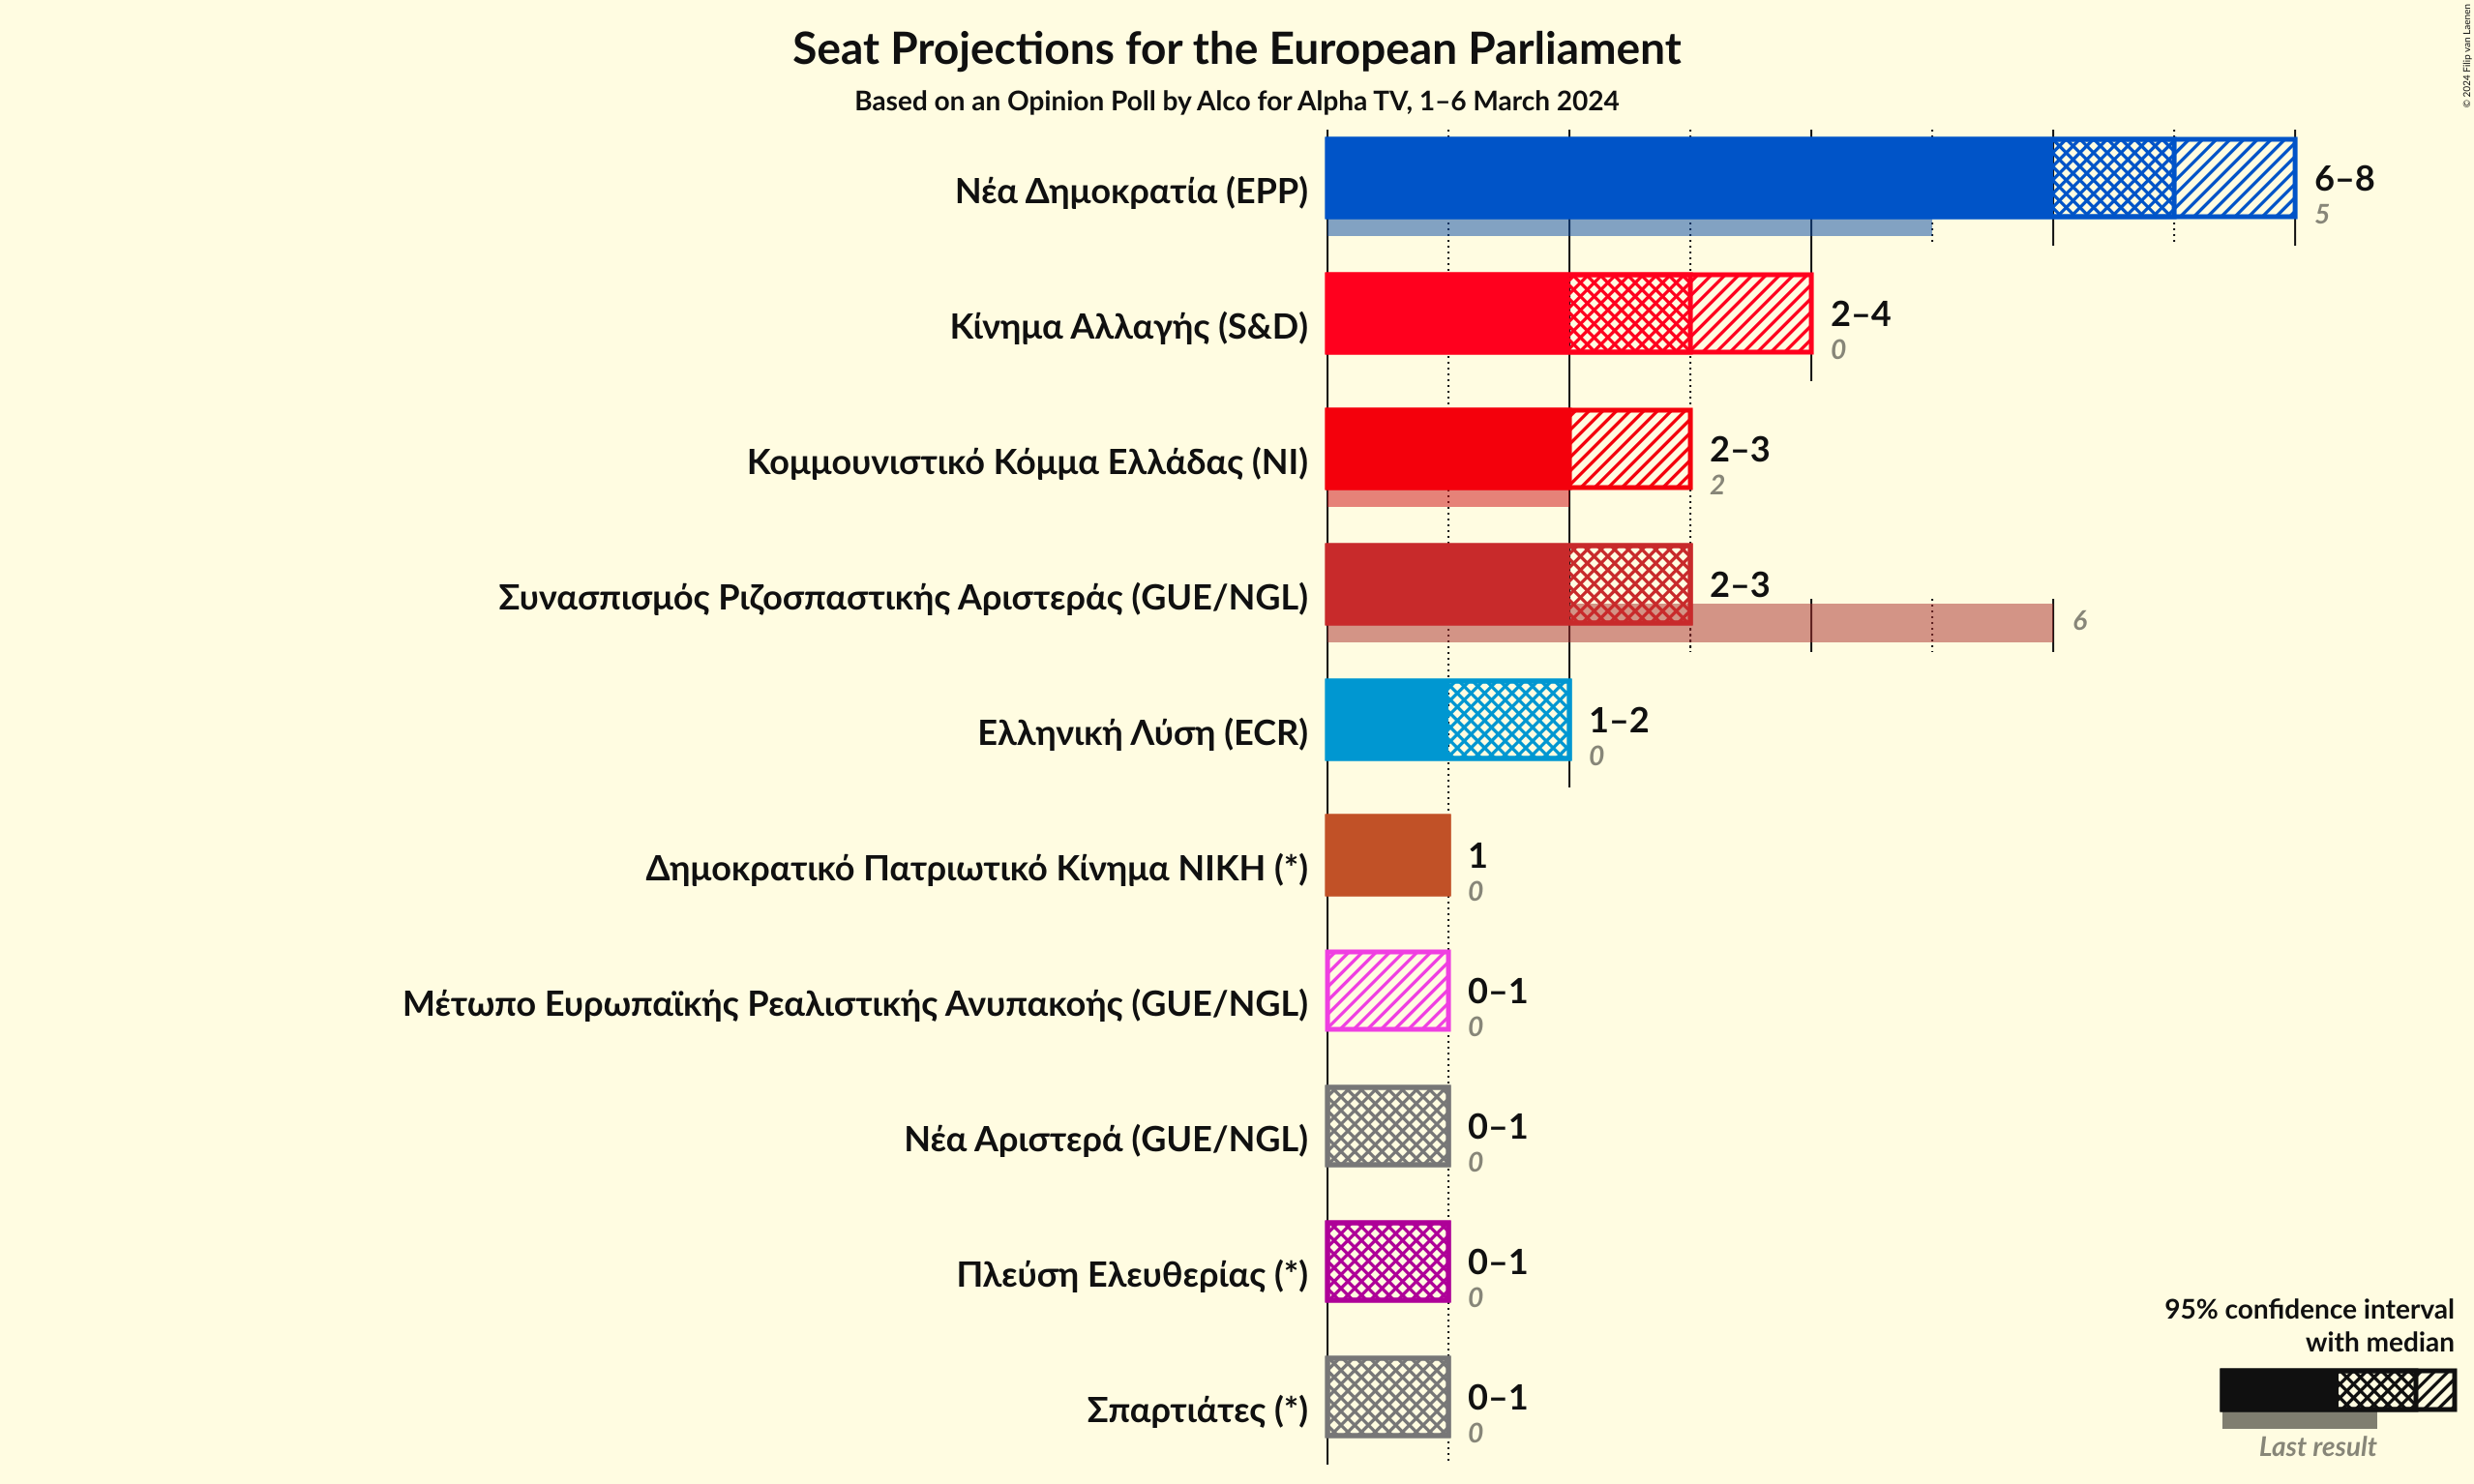 Seat Projections for the European Parliament
Based on an Opinion Poll by Alco for Alpha TV, 1–6 March 2024
© 2024 Filip van Laenen
Νέα Δημοκρατία (EPP)
6–8
5
Κίνημα Αλλαγής (S&D)
2–4
0
Κομμουνιστικό Κόμμα Ελλάδας (NI)
2–3
2
Συνασπισμός Ριζοσπαστικής Αριστεράς (GUE/NGL)
2–3
6
Ελληνική Λύση (ECR)
1–2
0
Δημοκρατικό Πατριωτικό Κίνημα ΝΙΚΗ (*)
1
0
Μέτωπο Ευρωπαϊκής Ρεαλιστικής Ανυπακοής (GUE/NGL)
0–1
0
Νέα Αριστερά (GUE/NGL)
0–1
0
Πλεύση Ελευθερίας (*)
0–1
0
Σπαρτιάτες (*)
0–1
0
95% confidence interval
with median
Last result